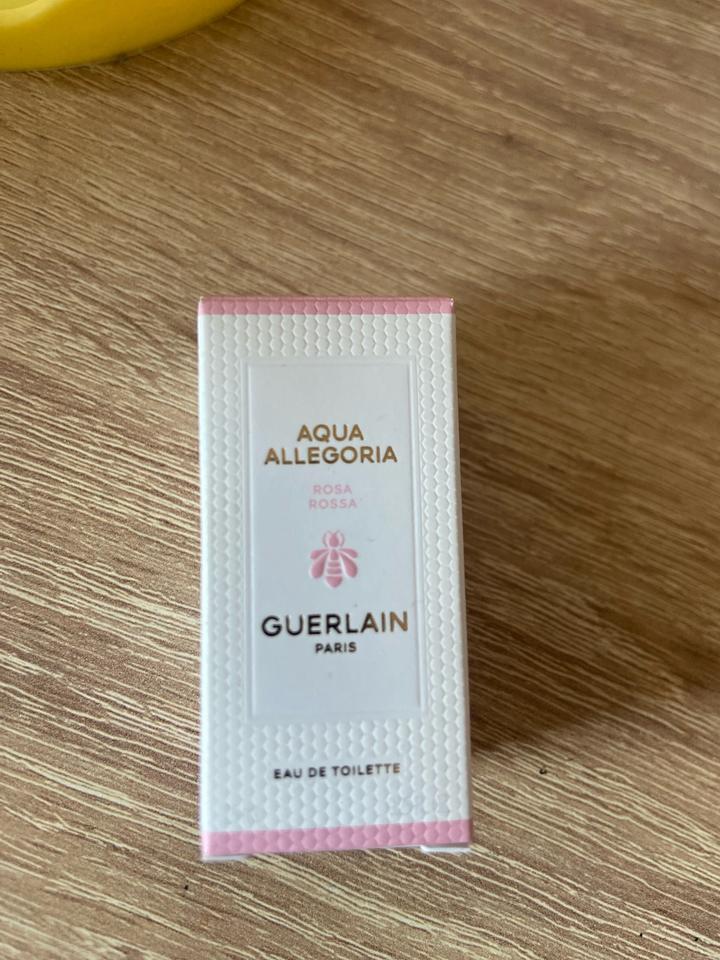 AQUA
ALLEGORIA
ROSA
ROSSA
GUERLAIN
PARIS
EAU DE TOILETTE